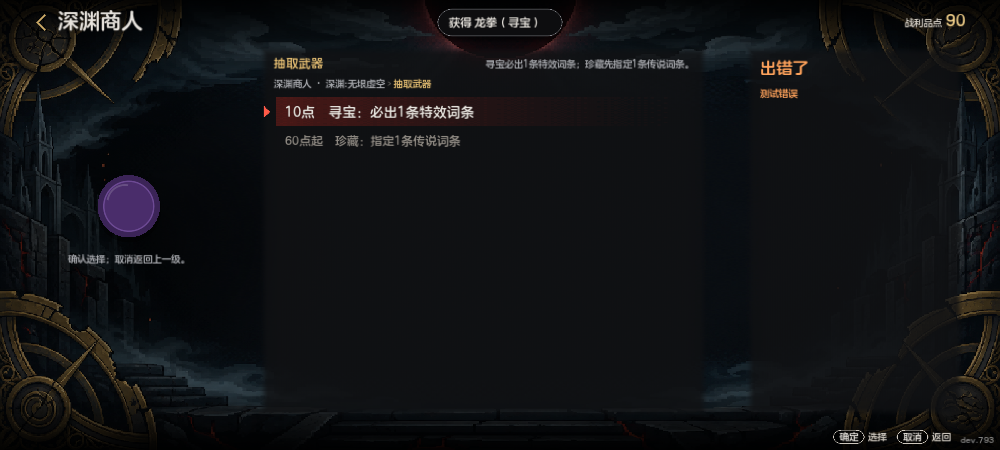 深渊商人
获得 龙拳（寻宝）
战利品点 90
抽取武器
寻宝必出1条特效词条；珍藏先指定1条传说词条。
深渊商人 · 深渊:无垠虚空 › 抽取武器
10点 寻宝：必出1条特效词条
60点起 珍藏：指定1条传说词条
出错了
测试错误
确认选择；取消返回上一级。
确定 选择 取消 返回
dev.793